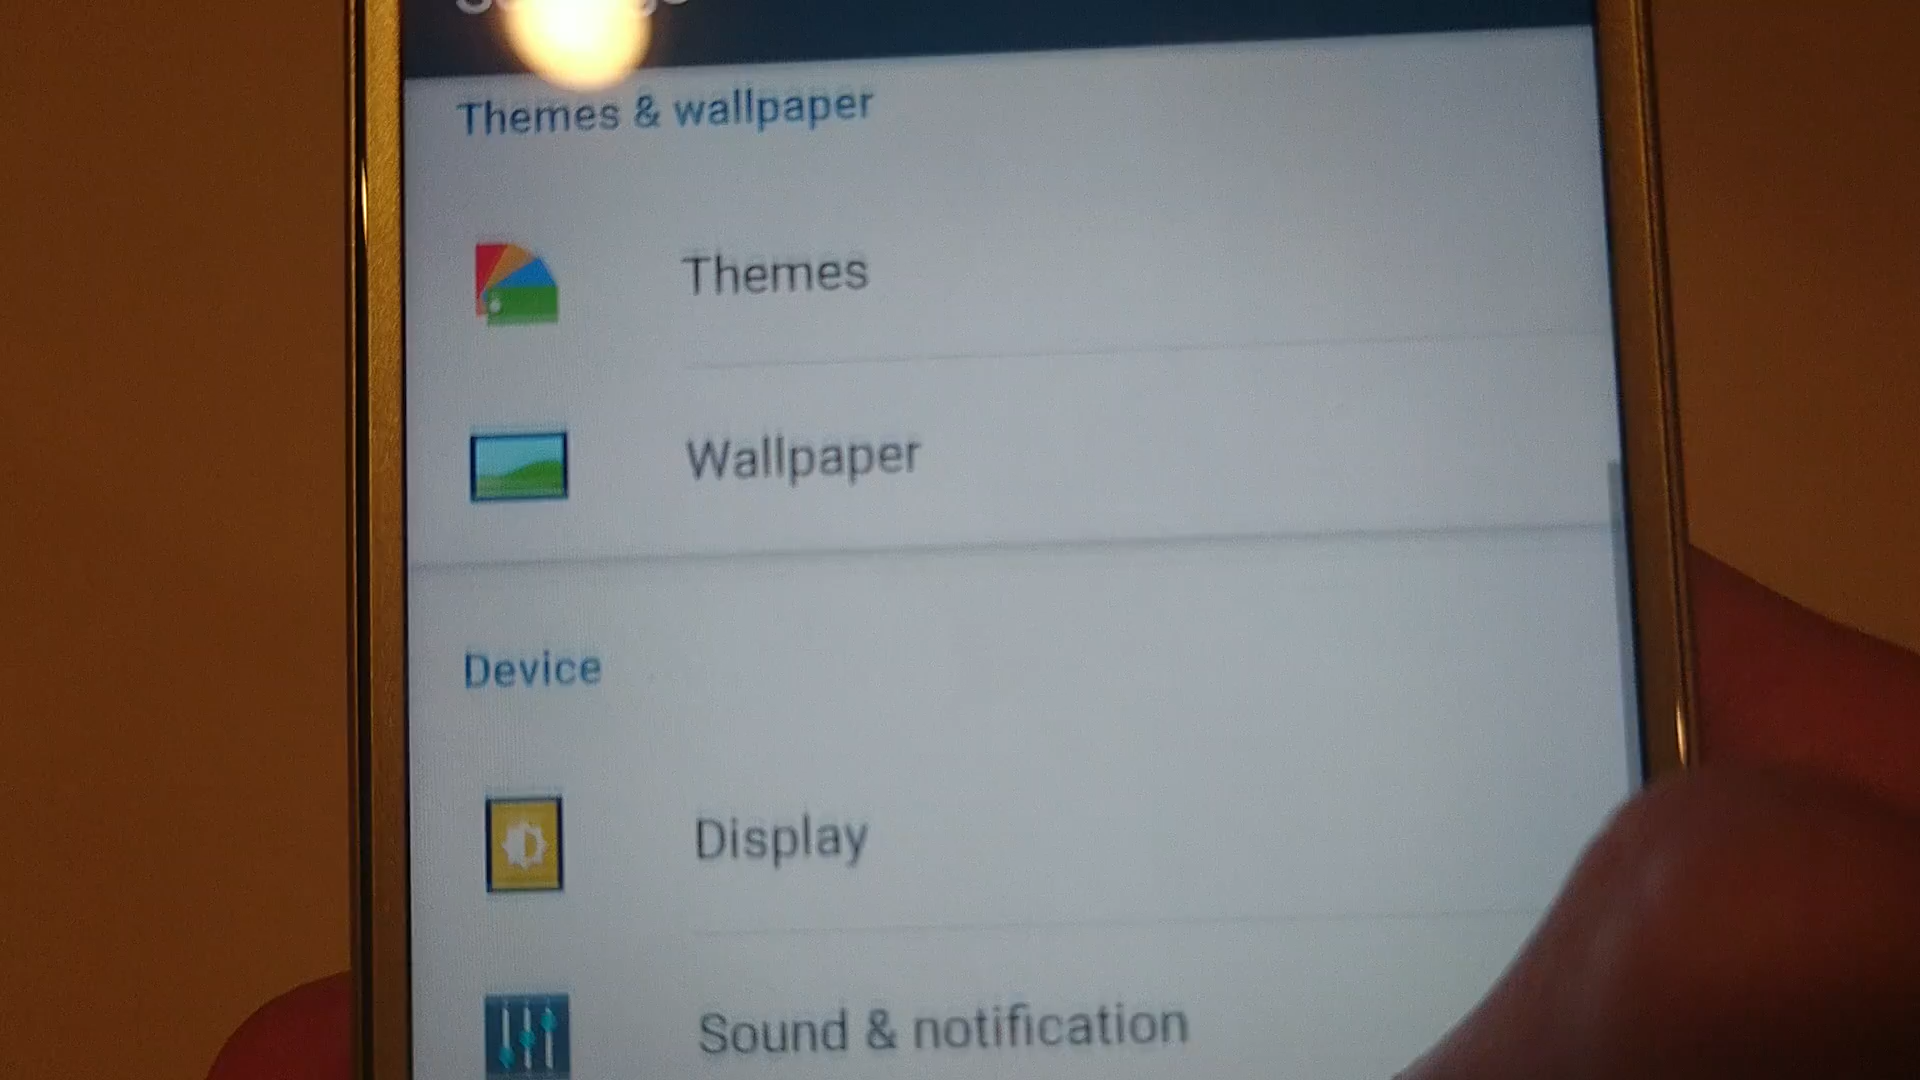 Themes & wallpaper
Themes
Wallpaper
Device
Display
Sound & notification